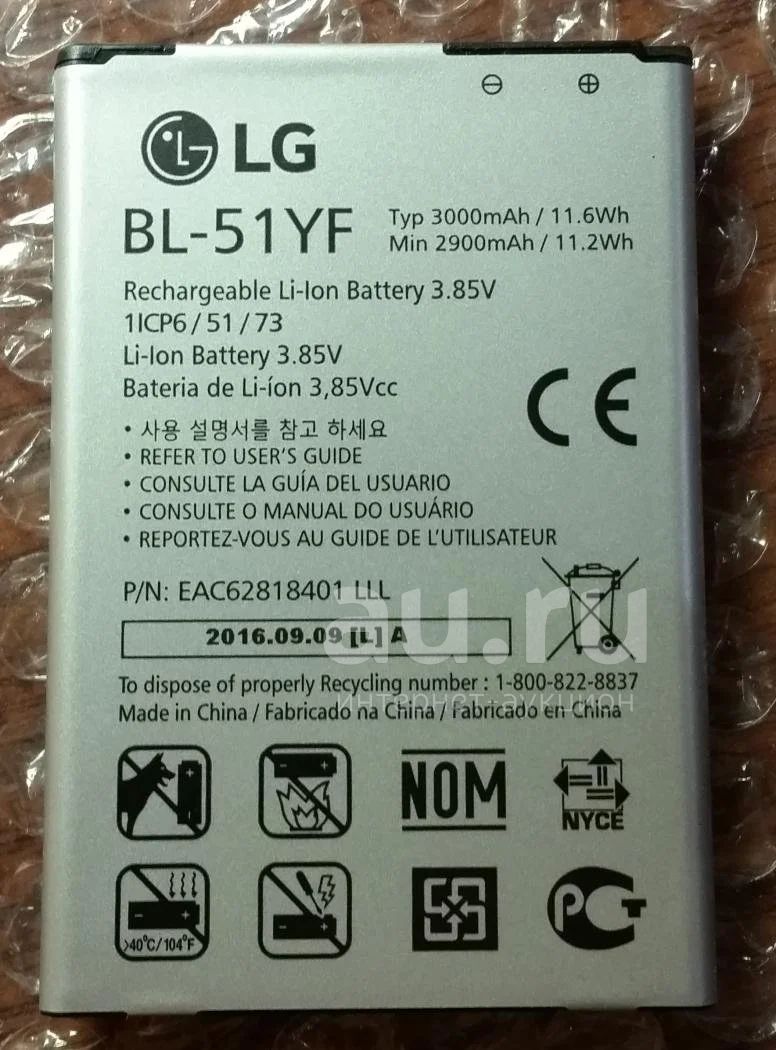 LG
BL-51YF
Typ 3000mAh / 11.6Wh
Min 2900mAh / 11.2Wh
Rechargeable Li-Ion Battery 3.85V
1ICP6 / 51 / 73
Li-Ion Battery 3.85V
Bateria de Li-íon 3,85Vcc
CE
• 사용 설명서를 참고 하세요
• REFER TO USER'S GUIDE
• CONSULTE LA GUÍA DEL USUARIO
• CONSULTE O MANUAL DO USUÁRIO
• REPORTEZ-VOUS AU GUIDE DE L'UTILISATEUR
P/N: EAC62818401 LLL
au.ru
2016.09.09 [L] A
To dispose of properly Recycling number : 1-800-822-8837
интернет-аукцион
Made in China / Fabricado na China / Fabricado en China
NOM
NYCE
>40°C/104°F
РСТ